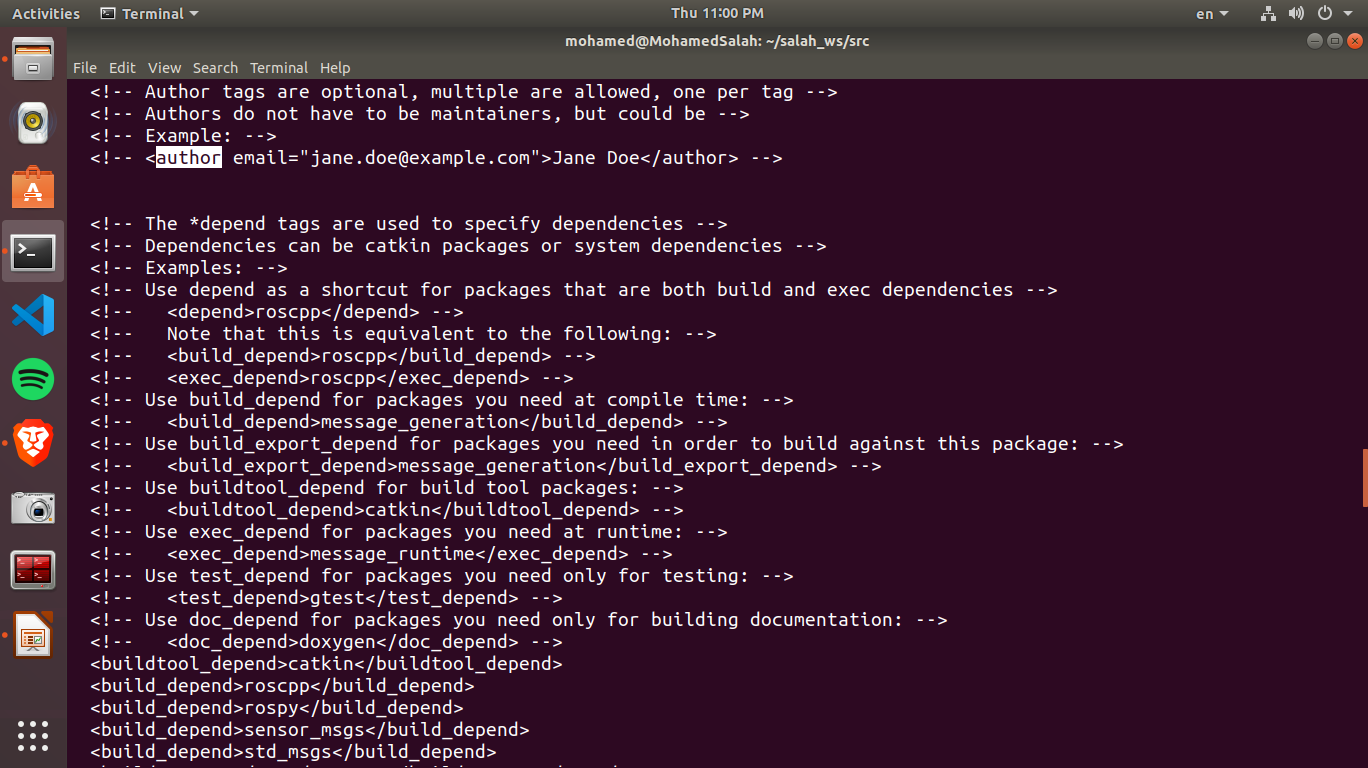 Activities Terminal Thu 11:00 PM en
mohamed@MohamedSalah: ~/salah_ws/src
File Edit View Search Terminal Help
<!-- Author tags are optional, multiple are allowed, one per tag -->
<!-- Authors do not have to be maintainers, but could be -->
<!-- Example: -->
<!-- <author email="jane.doe@example.com">Jane Doe</author> -->
<!-- The *depend tags are used to specify dependencies -->
<!-- Dependencies can be catkin packages or system dependencies -->
<!-- Examples: -->
<!-- Use depend as a shortcut for packages that are both build and exec dependencies -->
<!--   <depend>roscpp</depend> -->
<!--   Note that this is equivalent to the following: -->
<!--   <build_depend>roscpp</build_depend> -->
<!--   <exec_depend>roscpp</exec_depend> -->
<!-- Use build_depend for packages you need at compile time: -->
<!--   <build_depend>message_generation</build_depend> -->
<!-- Use build_export_depend for packages you need in order to build against this package: -->
<!--   <build_export_depend>message_generation</build_export_depend> -->
<!-- Use buildtool_depend for build tool packages: -->
<!--   <buildtool_depend>catkin</buildtool_depend> -->
<!-- Use exec_depend for packages you need at runtime: -->
<!--   <exec_depend>message_runtime</exec_depend> -->
<!-- Use test_depend for packages you need only for testing: -->
<!--   <test_depend>gtest</test_depend> -->
<!-- Use doc_depend for packages you need only for building documentation: -->
<!--   <doc_depend>doxygen</doc_depend> -->
<buildtool_depend>catkin</buildtool_depend>
<build_depend>roscpp</build_depend>
<build_depend>rospy</build_depend>
<build_depend>sensor_msgs</build_depend>
<build_depend>std_msgs</build_depend>